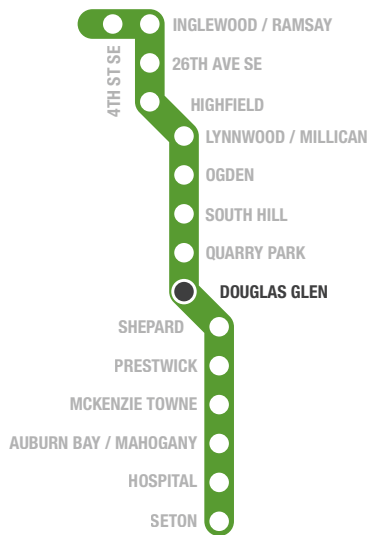 4TH ST SE
INGLEWOOD / RAMSAY
26TH AVE SE
HIGHFIELD
LYNNWOOD / MILLICAN
OGDEN
SOUTH HILL
QUARRY PARK
DOUGLAS GLEN
SHEPARD
PRESTWICK
MCKENZIE TOWNE
AUBURN BAY / MAHOGANY
HOSPITAL
SETON